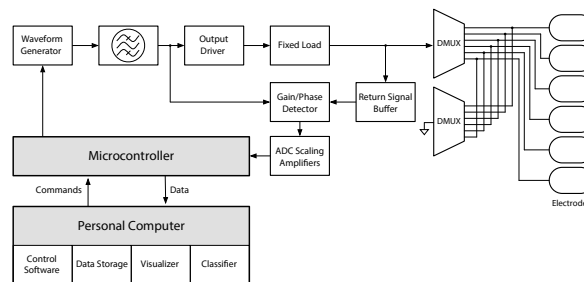 Waveform
Generator
Output
Driver
Fixed Load
DMUX
Gain/Phase
Detector
Return Signal
Buffer
DMUX
ADC Scaling
Amplifiers
Microcontroller
Commands
Data
Personal Computer
Control
Software
Data Storage
Visualizer
Classifier